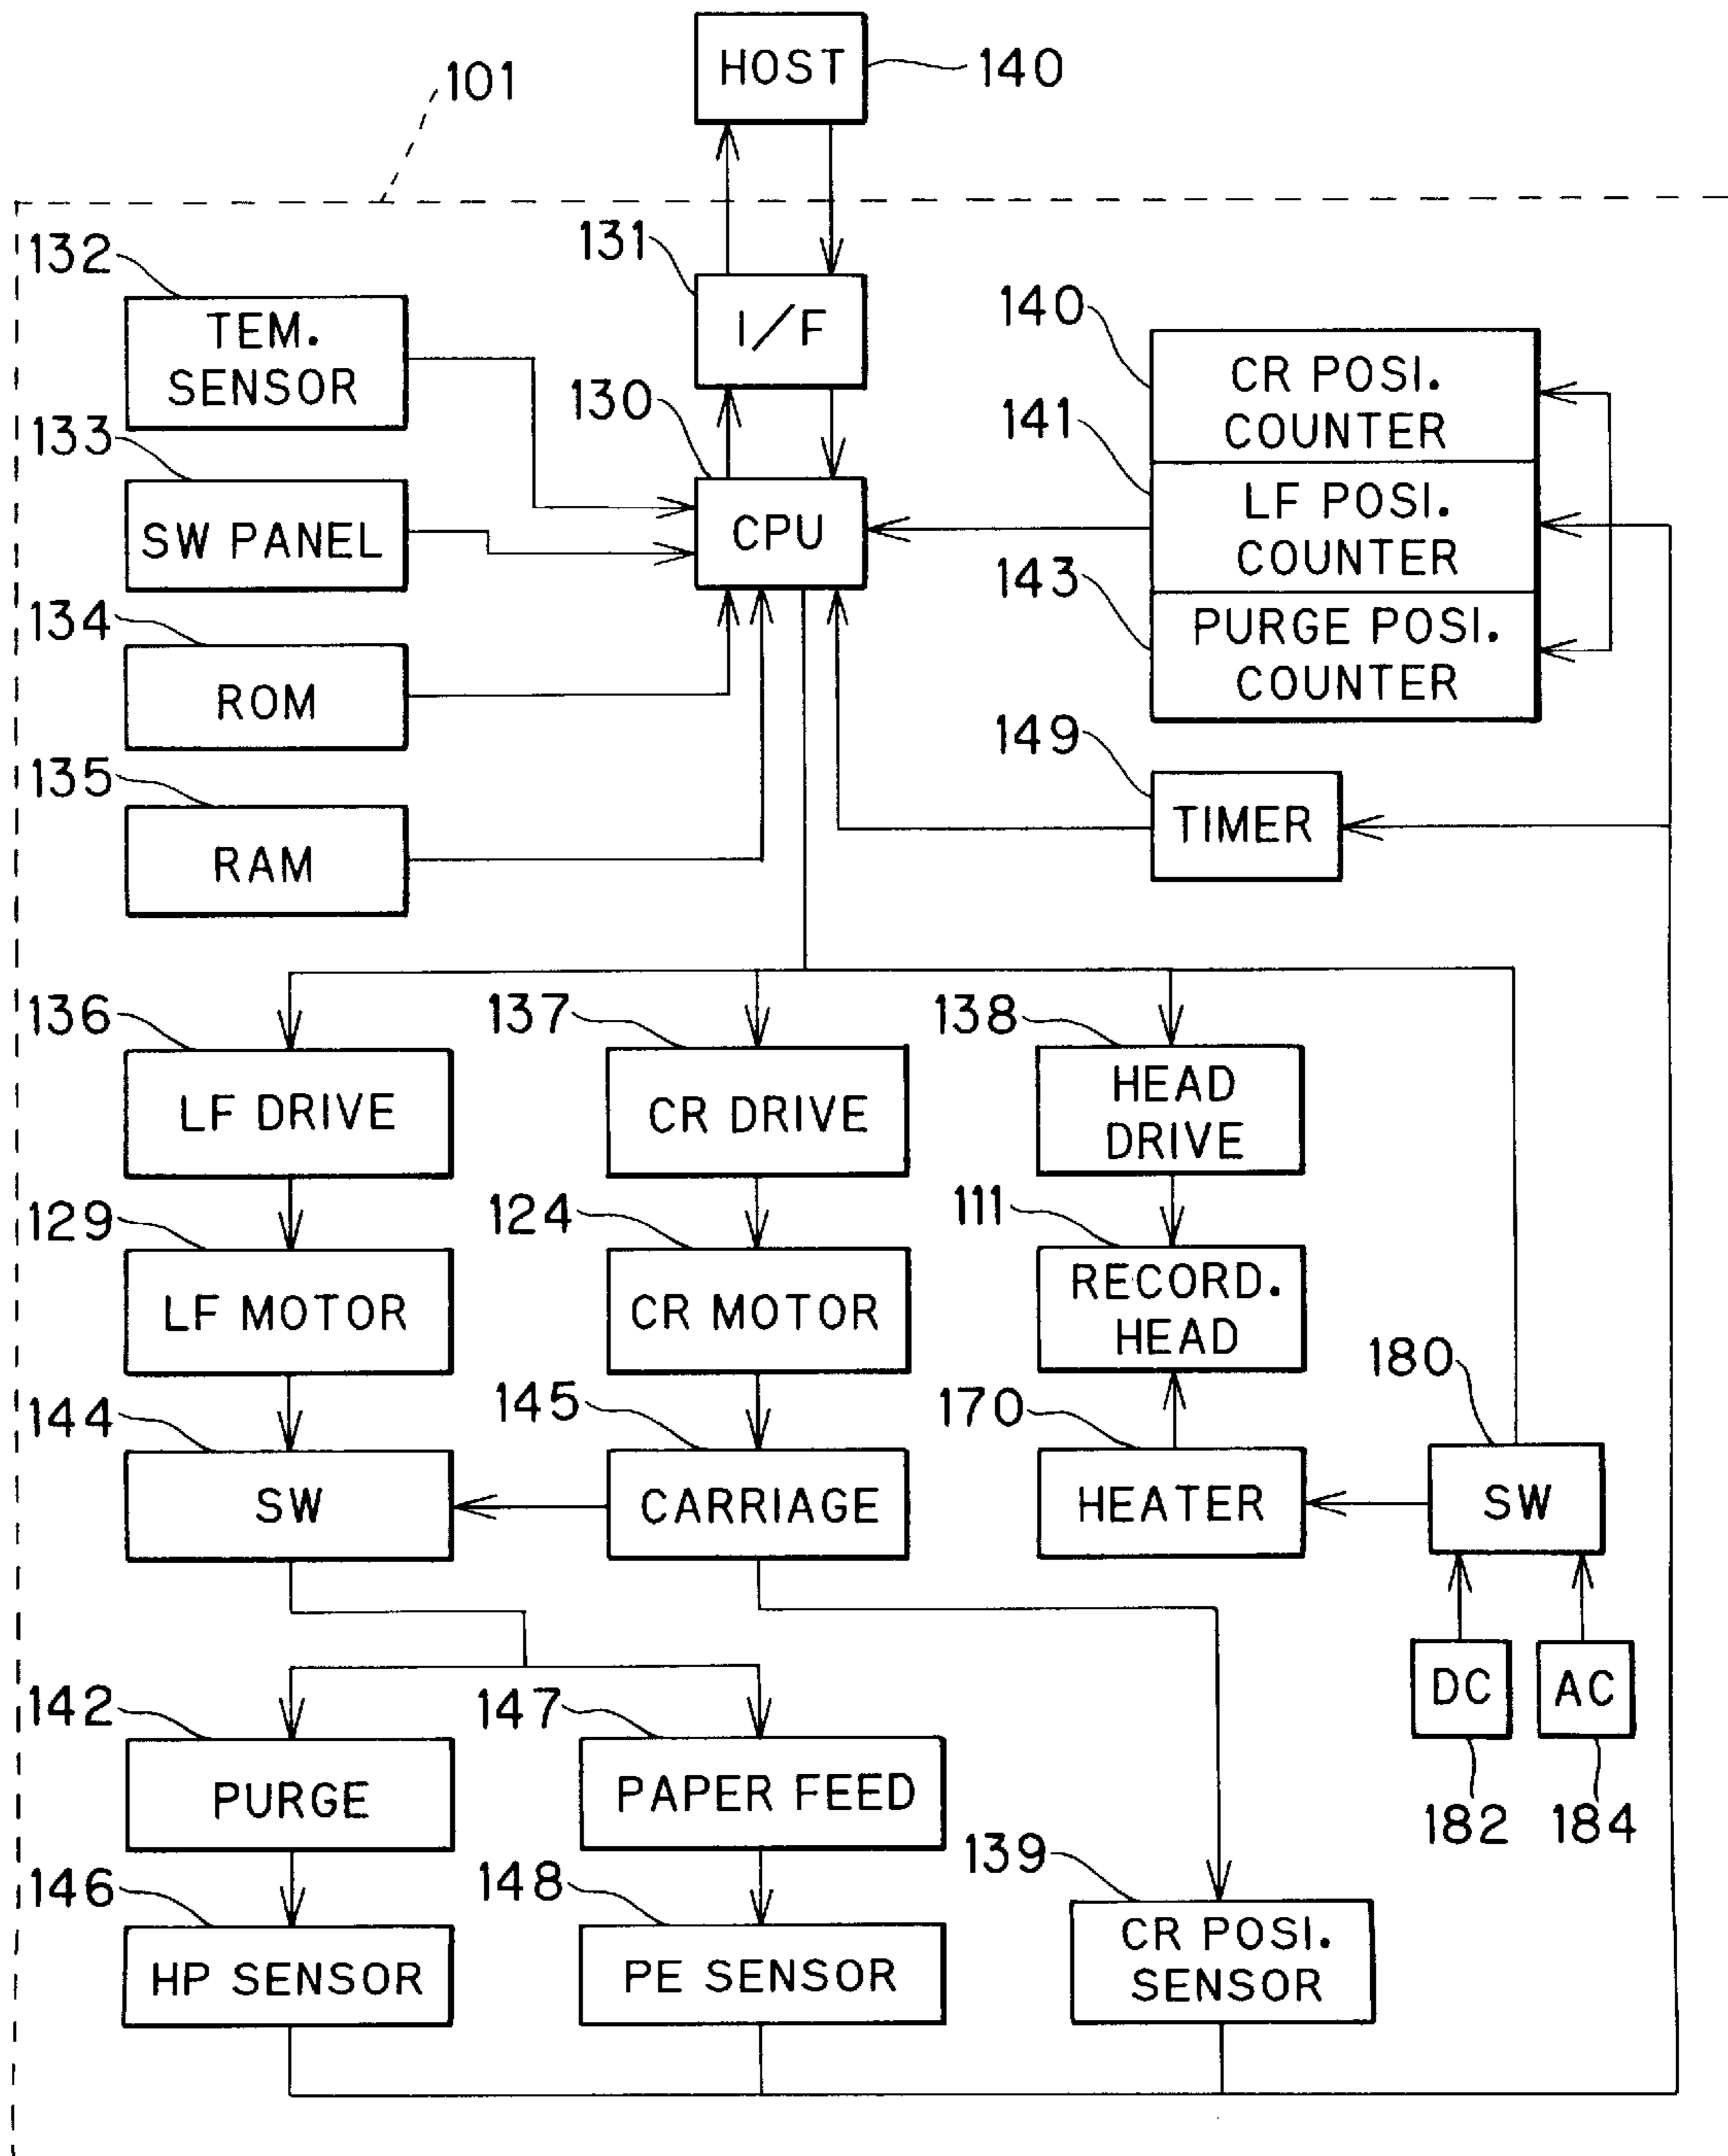 HOST
140
101
131
I/F
132
TEM.
SENSOR
140
CR POSI.
COUNTER
133
SW PANEL
130
CPU
141
LF POSI.
COUNTER
143
PURGE POSI.
COUNTER
134
ROM
149
TIMER
135
RAM
136
LF DRIVE
137
CR DRIVE
138
HEAD
DRIVE
129
LF MOTOR
124
CR MOTOR
111
RECORD.
HEAD
144
SW
145
CARRIAGE
170
HEATER
180
SW
DC
182
AC
184
142
PURGE
147
PAPER FEED
146
HP SENSOR
148
PE SENSOR
139
CR POSI.
SENSOR